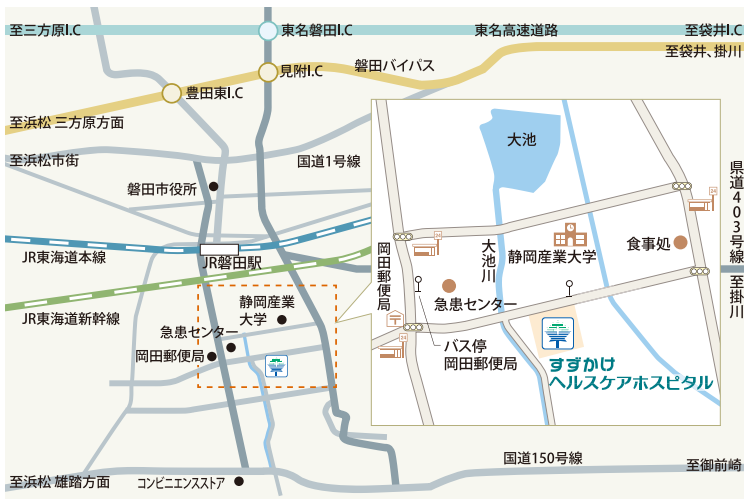 至三方原I.C
東名磐田I.C
東名高速道路
至袋井I.C
至袋井、掛川
見附I.C
磐田バイパス
豊田東I.C
至浜松 三方原方面
至浜松市街
国道1号線
磐田市役所
JR東海道本線
JR磐田駅
JR東海道新幹線
静岡産業
大学
急患センター
岡田郵便局
至浜松 雄踏方面
コンビニエンスストア
国道150号線
至御前崎
県道403号線 至掛川
大池
24
24
岡田郵便局
大池川
静岡産業大学
食事処
急患センター
24
バス停
岡田郵便局
すずかけ
ヘルスケアホスピタル